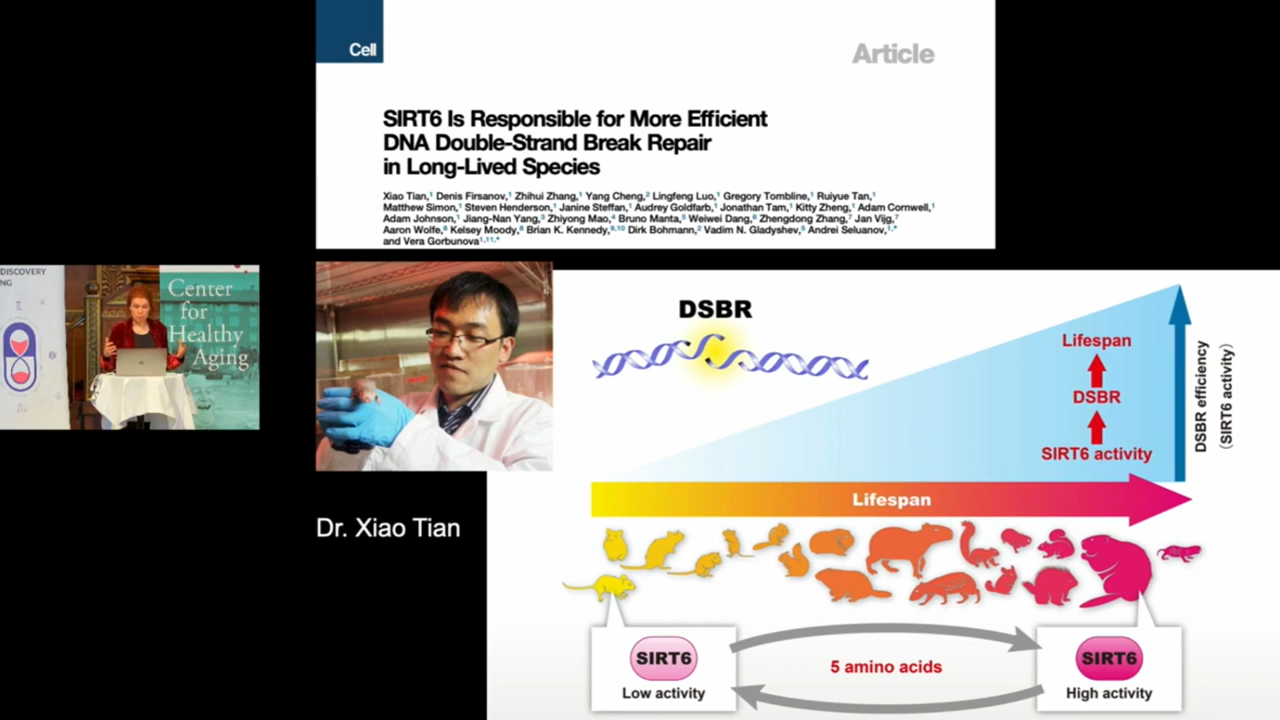 Cell
Article
SIRT6 Is Responsible for More Efficient
DNA Double-Strand Break Repair
in Long-Lived Species
Xiao Tian,1 Denis Firsanov,1 Zhihui Zhang,1 Yang Cheng,2 Lingfeng Luo,1 Gregory Tombline,1 Ruiyue Tan,1
Matthew Simon,1 Steven Henderson,1 Janine Steffan,1 Audrey Goldfarb,1 Jonathan Tam,1 Kitty Zheng,1 Adam Cornwell,1
Adam Johnson,1 Jiang-Nan Yang,3 Zhiyong Mao,4 Bruno Manta,5 Weiwei Dang,6 Zhengdong Zhang,7 Jan Vijg,7
Aaron Wolfe,8 Kelsey Moody,8 Brian K. Kennedy,9,10 Dirk Bohmann,2 Vadim N. Gladyshev,5 Andrei Seluanov,1,*
and Vera Gorbunova1,11,*
DISCOVERY
NG
Center
for
Healthy
Aging
Dr. Xiao Tian
DSBR
Lifespan
DSBR
SIRT6 activity
DSBR efficiency
(SIRT6 activity)
Lifespan
SIRT6
Low activity
5 amino acids
SIRT6
High activity